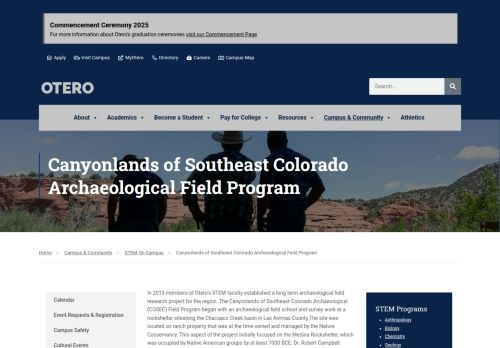 Commencement Ceremony 2025
For more information about Otero's graduation ceremonies visit our Commencement Page
Apply Visit Campus MyOtero Directory Careers Campus Map
OTERO
Search...
About Academics Become a Student Pay for College Resources Campus & Community Athletics
Canyonlands of Southeast Colorado
Archaeological Field Program
Home Campus & Community STEM On Campus Canyonlands of Southeast Colorado Archaeological Field Program
Calendar
Event Requests & Registration
Campus Safety
Cultural Events
In 2019 members of Otero's STEM faculty established a long term archaeological field
research project for the region. The Canyonlands of Southeast Colorado Archaeological
(COSEC) Field Program began with an archaeological field school and survey work at a
rockshelter sitealong the Chacuaco Creek basin in Las Animas County.The site was
located on ranch property that was at the time owned and managed by the Nature
Conservancy. This aspect of the project initially focused on the Medina Rockshelter, which
was occupied by Native American groups by at least 7000 BCE. Dr. Robert Campbell
STEM Programs
Anthropology
Biology
Chemistry
Geology